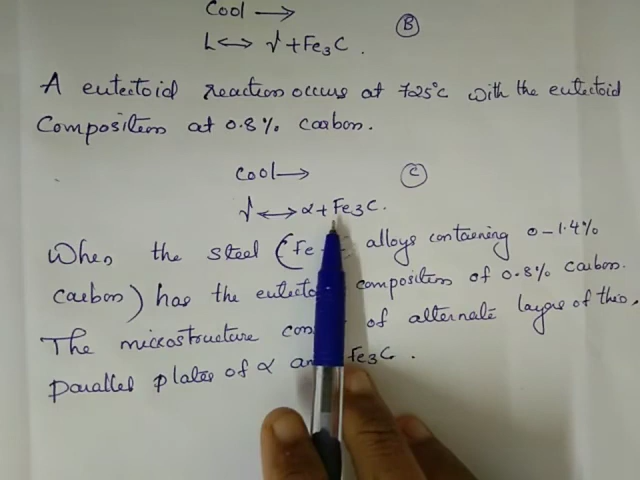 Cool ⟶
L ⟷ γ + Fe₃C . Ⓑ
A eutectoid reaction occurs at 725°C with the eutectoid
Composition at 0.8% Carbon.
Cool ⟶ Ⓒ
γ ⟷ α + Fe₃C.
When the steel (Fe - alloys containing 0 - 1.4%
Carbon) has the composition of 0.8% Carbon.
The microstructure of alternate layers of thin,
parallel plates of α Fe₃C .